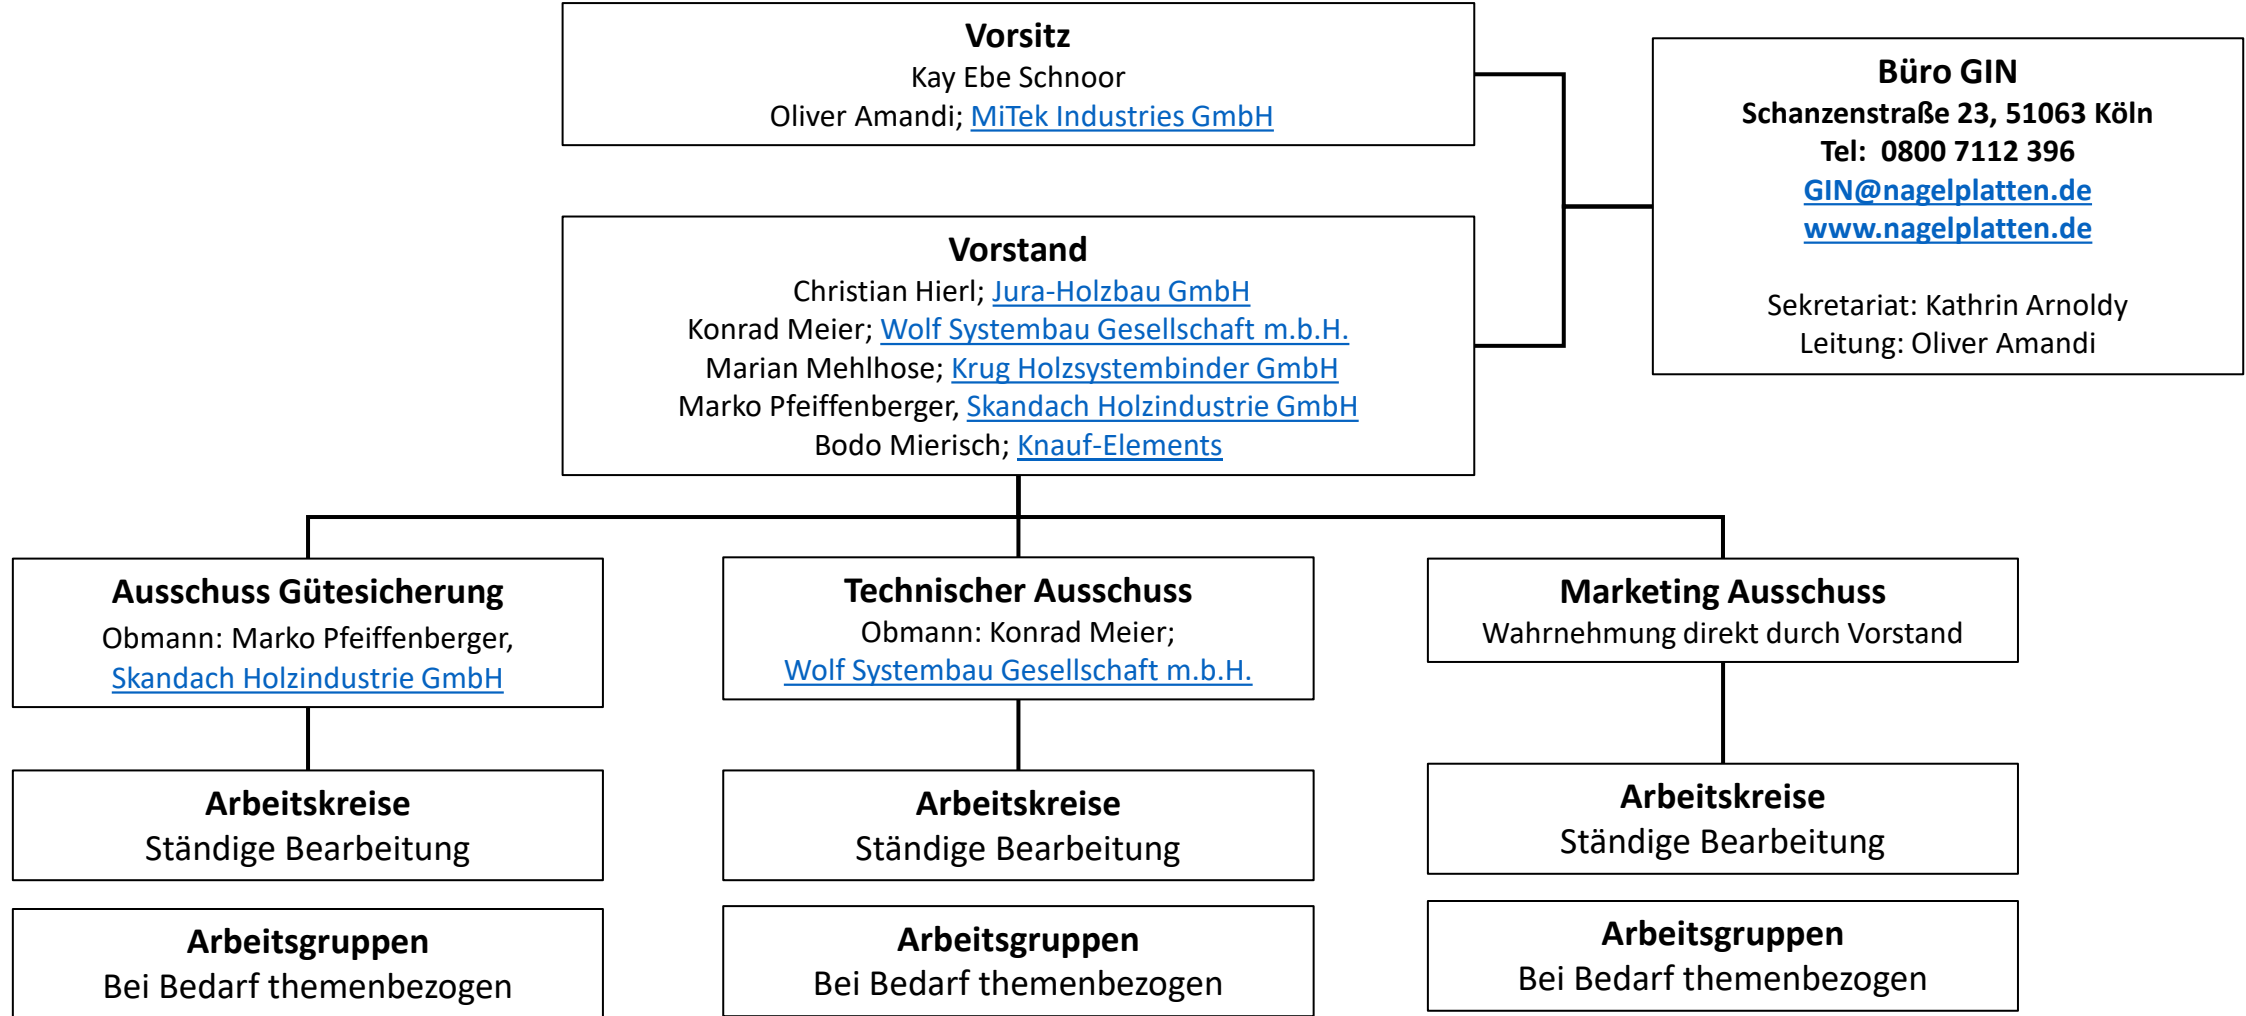 Vorsitz
Kay Ebe Schnoor
Oliver Amandi; MiTek Industries GmbH
Büro GIN
Schanzenstraße 23, 51063 Köln
Tel:  0800 7112 396
GIN@nagelplatten.de
www.nagelplatten.de
Sekretariat: Kathrin Arnoldy
Leitung: Oliver Amandi
Vorstand
Christian Hierl; Jura-Holzbau GmbH
Konrad Meier; Wolf Systembau Gesellschaft m.b.H.
Marian Mehlhose; Krug Holzsystembinder GmbH
Marko Pfeiffenberger, Skandach Holzindustrie GmbH
Bodo Mierisch; Knauf-Elements
Ausschuss Gütesicherung
Obmann: Marko Pfeiffenberger,
Skandach Holzindustrie GmbH
Technischer Ausschuss
Obmann: Konrad Meier;
Wolf Systembau Gesellschaft m.b.H.
Marketing Ausschuss
Wahrnehmung direkt durch Vorstand
Arbeitskreise
Ständige Bearbeitung
Arbeitskreise
Ständige Bearbeitung
Arbeitskreise
Ständige Bearbeitung
Arbeitsgruppen
Bei Bedarf themenbezogen
Arbeitsgruppen
Bei Bedarf themenbezogen
Arbeitsgruppen
Bei Bedarf themenbezogen